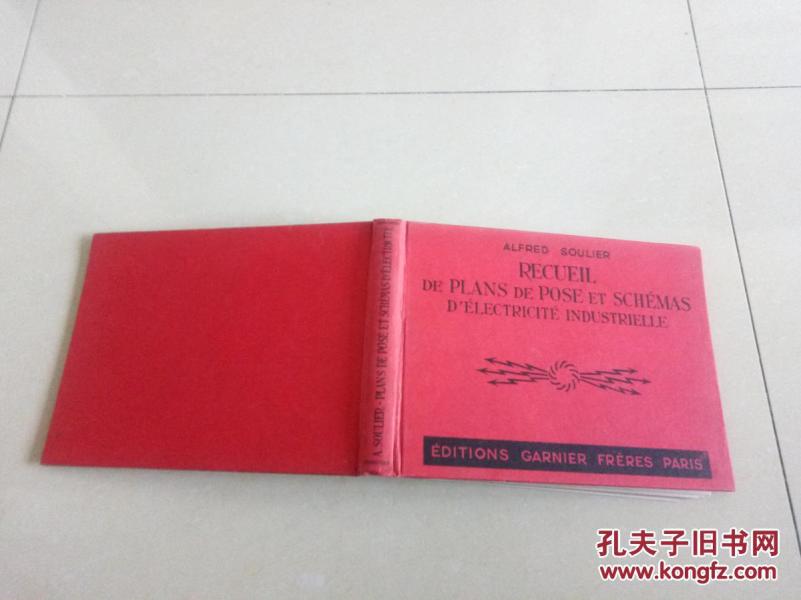 A. SOULIER - PLANS DE POSE ET SCHÉMAS D'ÉLECTRICITÉ
ALFRED SOULIER
RECUEIL
DE PLANS DE POSE ET SCHÉMAS
D'ÉLECTRICITÉ INDUSTRIELLE
ÉDITIONS GARNIER FRÈRES PARIS
孔夫子旧书网
www.kongfz.com